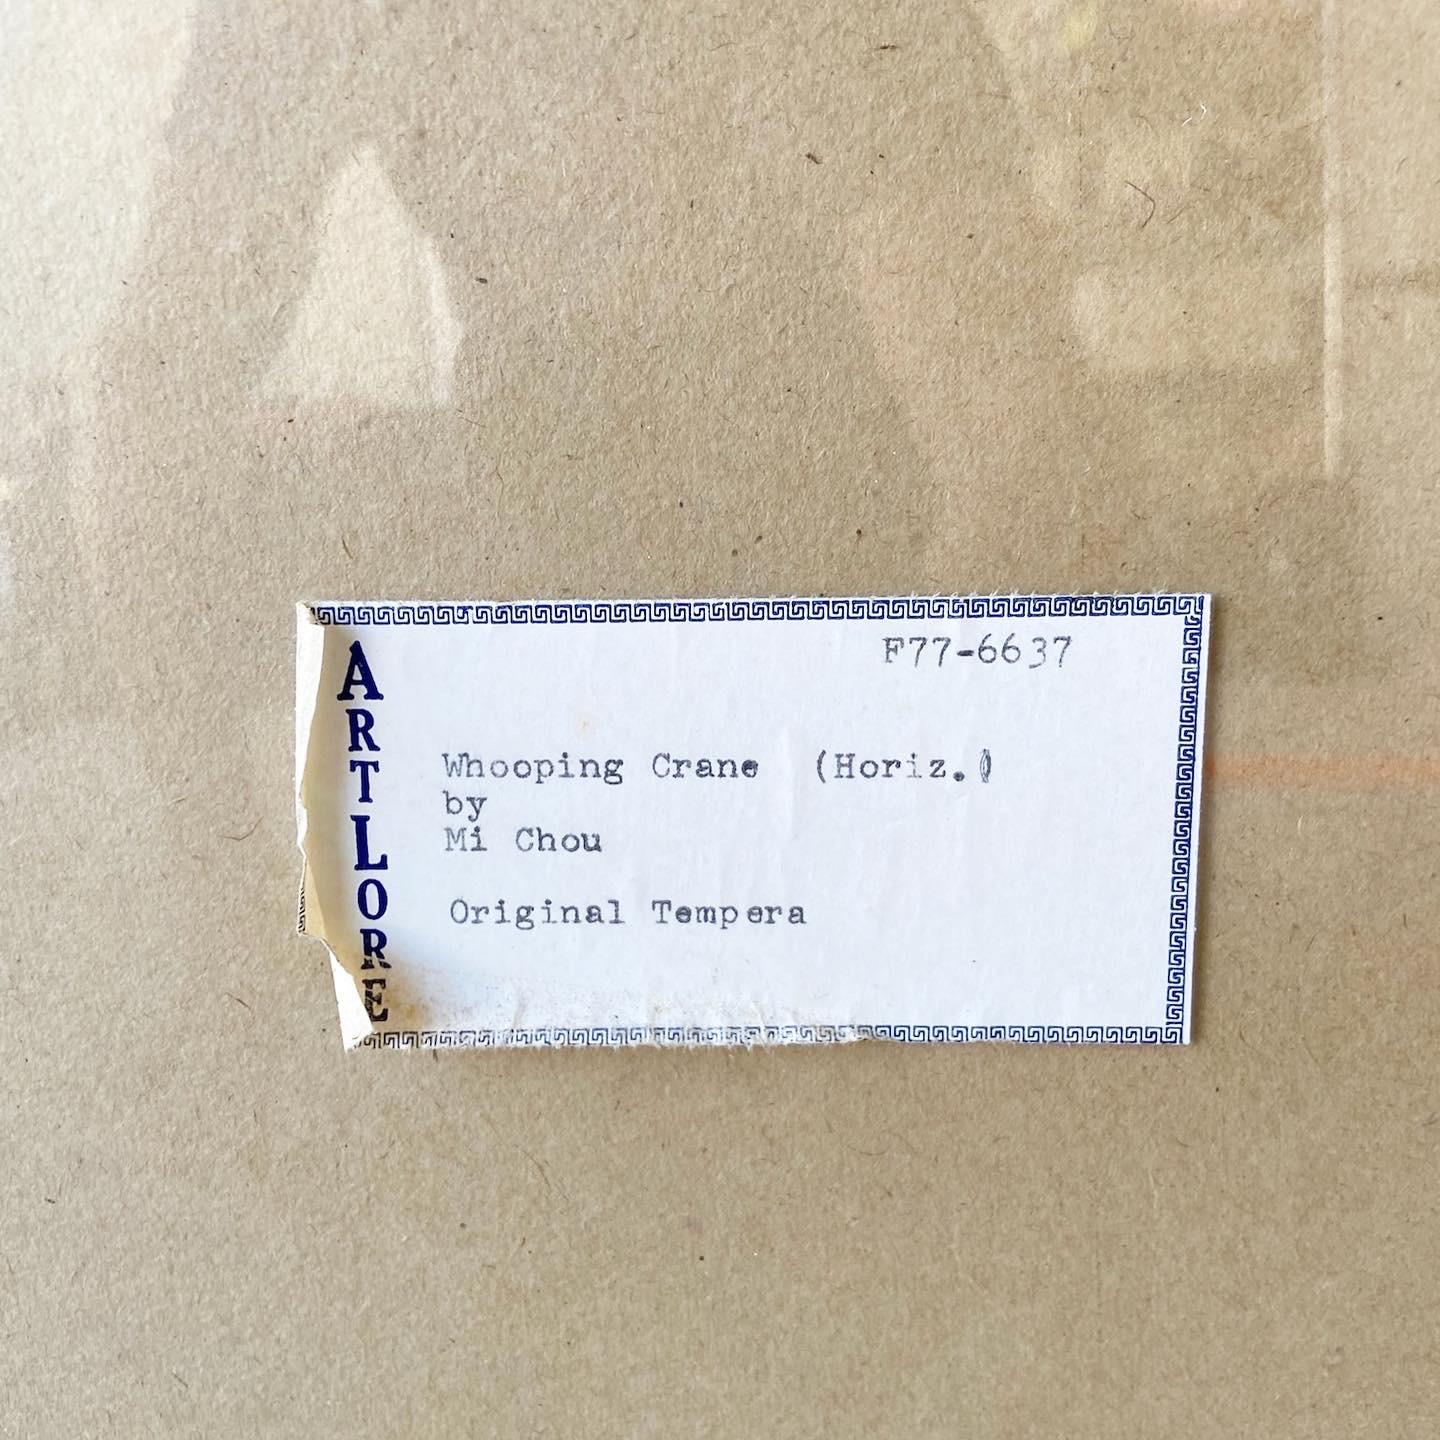 ARTLORE
F77-6637
Whooping Crane (Horiz.)
by
Mi Chou
Original Tempera